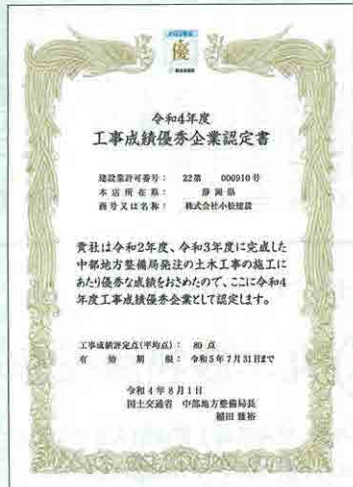 優
令和4年度
工事成績優秀企業認定書
建設業許可番号： 22第 000910号
本店所在県： 静岡県
商号又は名称： 株式会社小松建設
貴社は令和2年度、令和3年度に完成した
中部地方整備局発注の土木工事の施工に
あたり優秀な成績をおさめたので、ここに令和4
年度工事成績優秀企業として認定します。
工事成績評定点(平均点)： 80 点
有効期限： 令和5年7月31日まで
令和4年8月1日
国土交通省 中部地方整備局長
稲田 雅裕